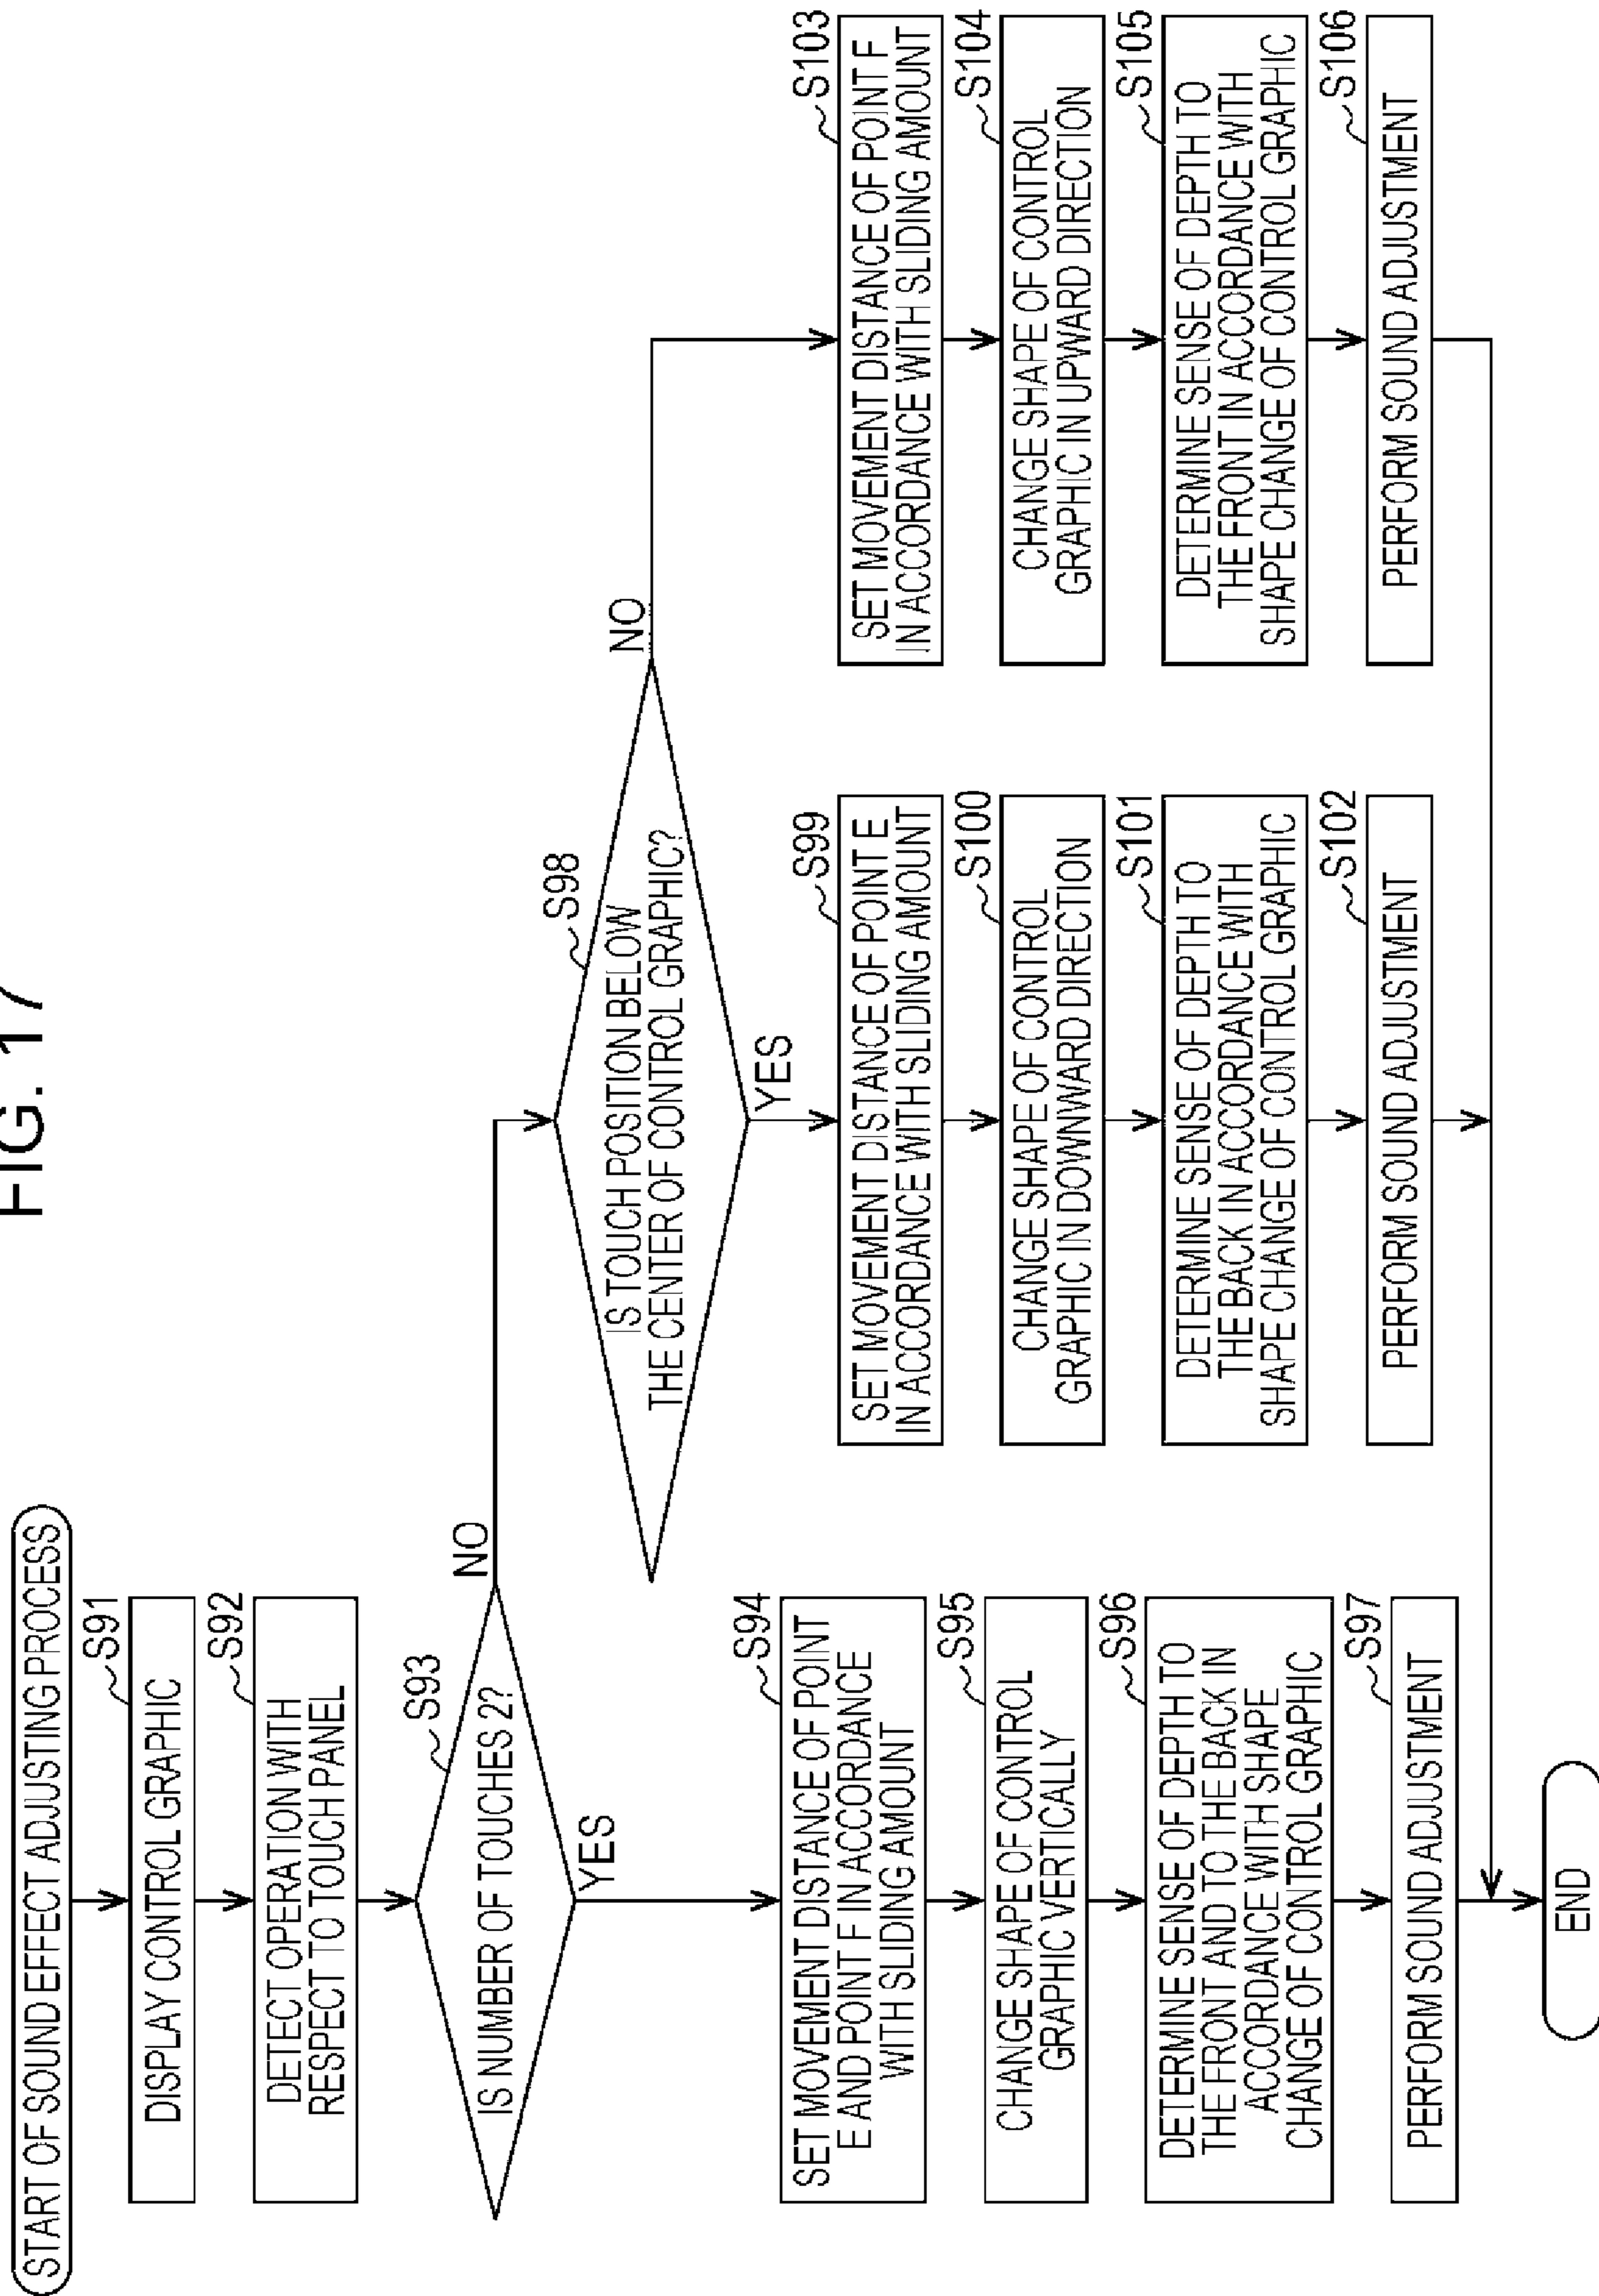 FIG. 17
START OF SOUND EFFECT ADJUSTING PROCESS
S91
DISPLAY CONTROL GRAPHIC
S92
DETECT OPERATION WITH
RESPECT TO TOUCH PANEL
S93
IS NUMBER OF TOUCHES 2?
NO
YES
S94
SET MOVEMENT DISTANCE OF POINT
E AND POINT F IN ACCORDANCE
WITH SLIDING AMOUNT
S95
CHANGE SHAPE OF CONTROL
GRAPHIC VERTICALLY
S96
DETERMINE SENSE OF DEPTH TO
THE FRONT AND TO THE BACK IN
ACCORDANCE WITH SHAPE
CHANGE OF CONTROL GRAPHIC
S97
PERFORM SOUND ADJUSTMENT
S98
IS TOUCH POSITION BELOW
THE CENTER OF CONTROL GRAPHIC?
NO
YES
S99
SET MOVEMENT DISTANCE OF POINT E
IN ACCORDANCE WITH SLIDING AMOUNT
S100
CHANGE SHAPE OF CONTROL
GRAPHIC IN DOWNWARD DIRECTION
S101
DETERMINE SENSE OF DEPTH TO
THE BACK IN ACCORDANCE WITH
SHAPE CHANGE OF CONTROL GRAPHIC
S102
PERFORM SOUND ADJUSTMENT
S103
SET MOVEMENT DISTANCE OF POINT F
IN ACCORDANCE WITH SLIDING AMOUNT
S104
CHANGE SHAPE OF CONTROL
GRAPHIC IN UPWARD DIRECTION
S105
DETERMINE SENSE OF DEPTH TO
THE FRONT IN ACCORDANCE WITH
SHAPE CHANGE OF CONTROL GRAPHIC
S106
PERFORM SOUND ADJUSTMENT
END